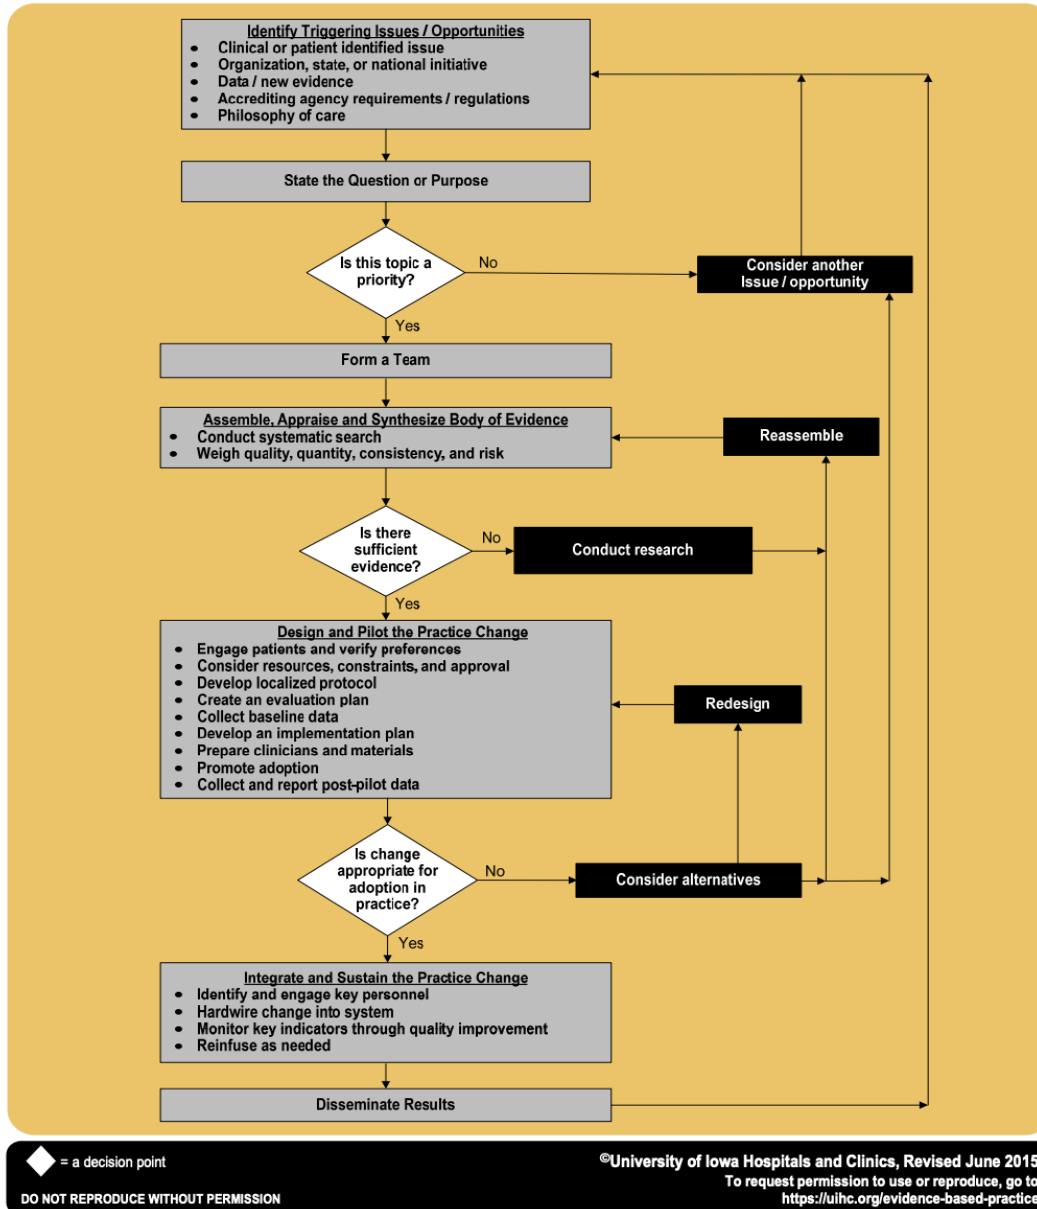 Identify Triggering Issues / Opportunities
• Clinical or patient identified issue
• Organization, state, or national initiative
• Data / new evidence
• Accrediting agency requirements / regulations
• Philosophy of care
State the Question or Purpose
Is this topic a
priority?
No
Consider another
Issue / opportunity
Yes
Form a Team
Assemble, Appraise and Synthesize Body of Evidence
• Conduct systematic search
• Weigh quality, quantity, consistency, and risk
Reassemble
Is there
sufficient
evidence?
No
Conduct research
Yes
Design and Pilot the Practice Change
• Engage patients and verify preferences
• Consider resources, constraints, and approval
• Develop localized protocol
• Create an evaluation plan
• Collect baseline data
• Develop an implementation plan
• Prepare clinicians and materials
• Promote adoption
• Collect and report post-pilot data
Redesign
Is change
appropriate for
adoption in
practice?
No
Consider alternatives
Yes
Integrate and Sustain the Practice Change
• Identify and engage key personnel
• Hardwire change into system
• Monitor key indicators through quality improvement
• Reinfuse as needed
Disseminate Results
= a decision point
DO NOT REPRODUCE WITHOUT PERMISSION
©University of Iowa Hospitals and Clinics, Revised June 2015
To request permission to use or reproduce, go to
https://uihc.org/evidence-based-practice